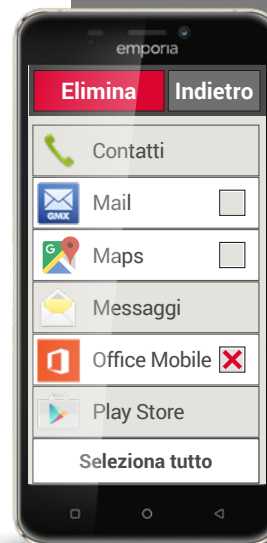 emporia
Elimina Indietro
Contatti
GMX Mail
G Maps
Messaggi
Office Mobile
Play Store
Seleziona tutto